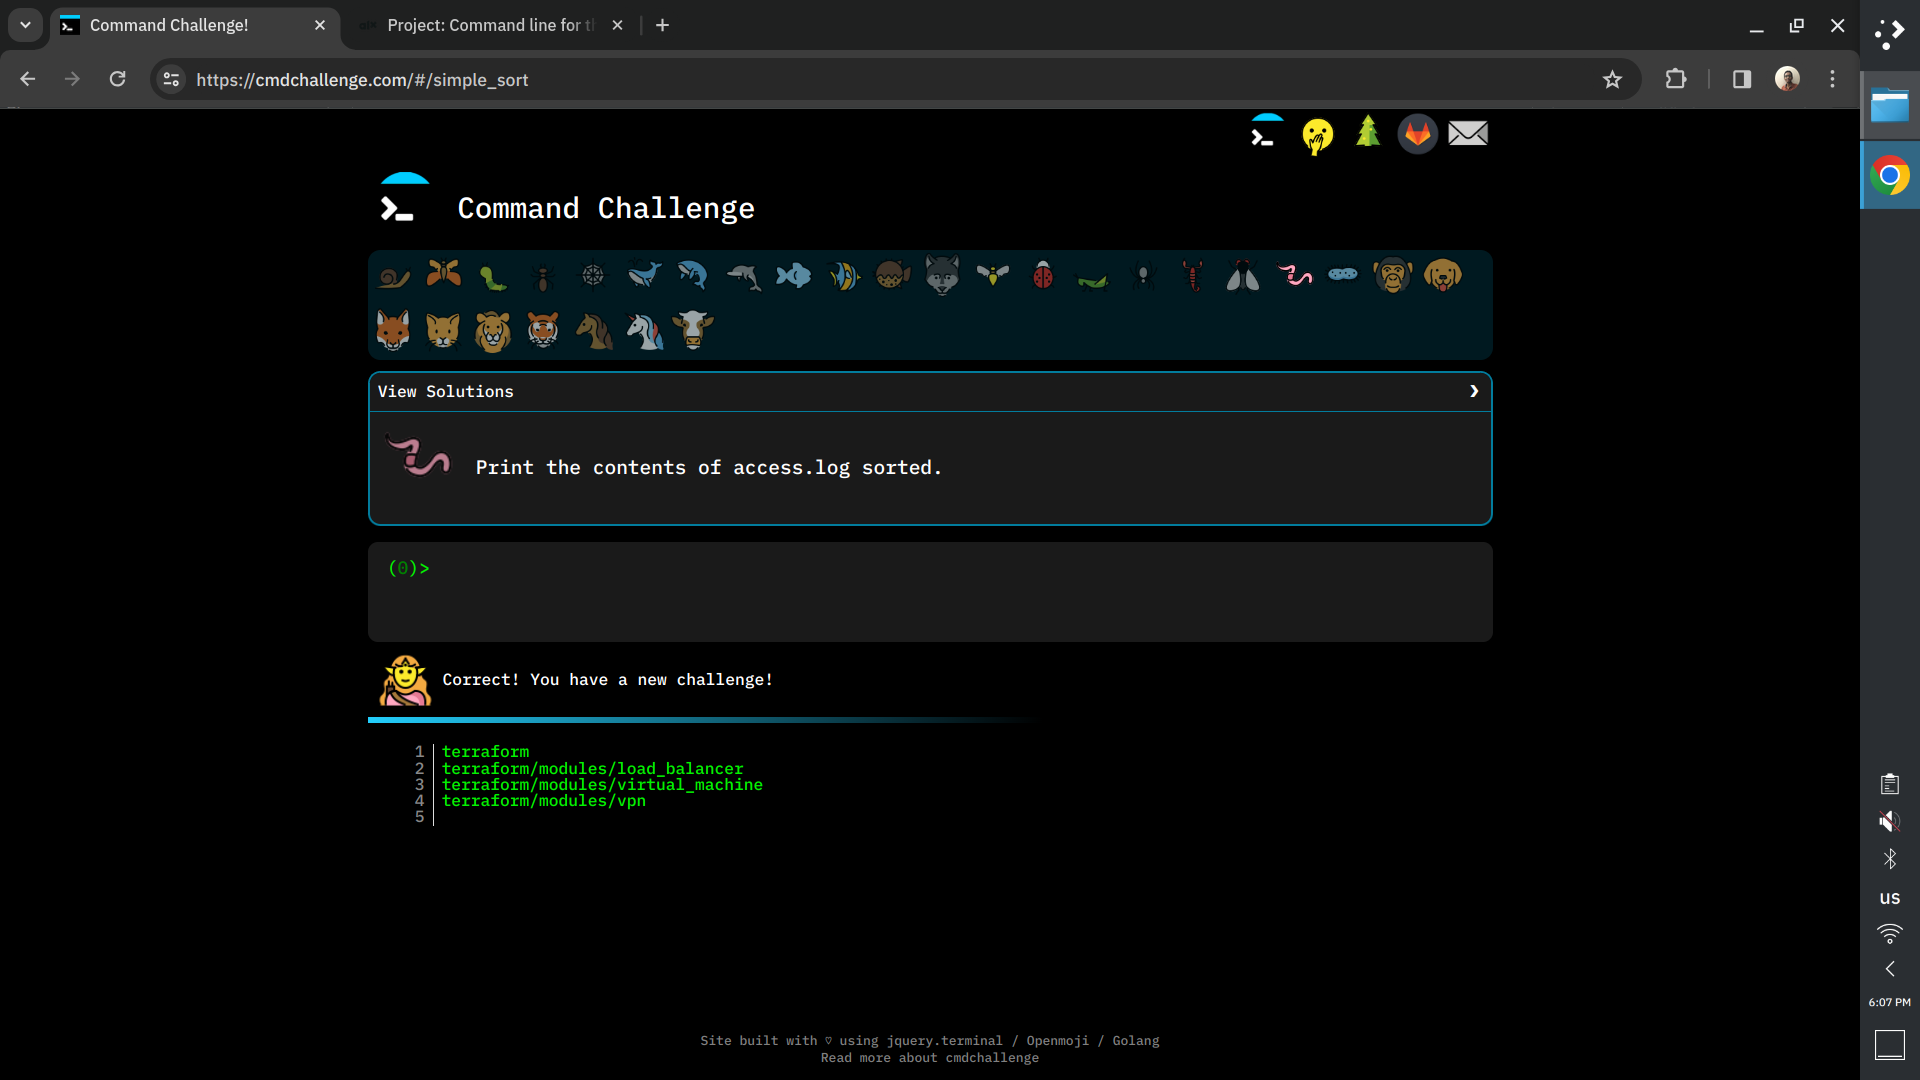 Command Challenge!
Project: Command line for t
https://cmdchallenge.com/#/simple_sort
Command Challenge
View Solutions
Print the contents of access.log sorted.
(0)>
Correct! You have a new challenge!
1 terraform
2 terraform/modules/load_balancer
3 terraform/modules/virtual_machine
4 terraform/modules/vpn
5
us
6:07 PM
Site built with ♡ using jquery.terminal / Openmoji / Golang
Read more about cmdchallenge